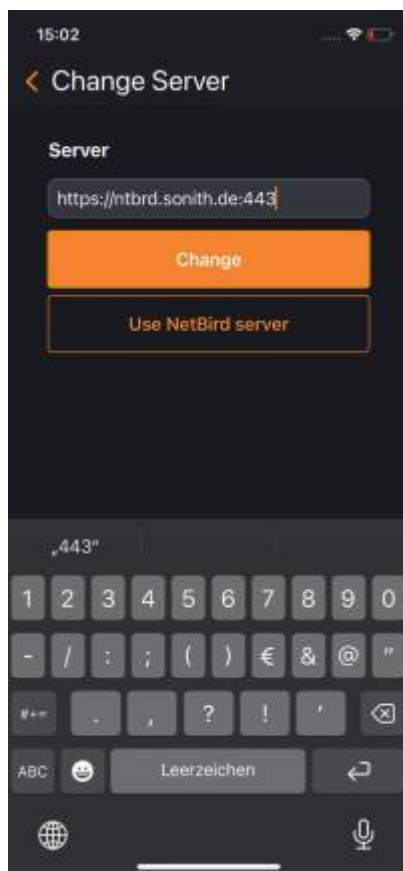 15:02
Change Server
Server
https://ntbrd.sonith.de:443
Change
Use NetBird server
„443“
1 2 3 4 5 6 7 8 9 0
- / : ; ( ) € & @ "
#+= . , ? ! '
ABC Leerzeichen